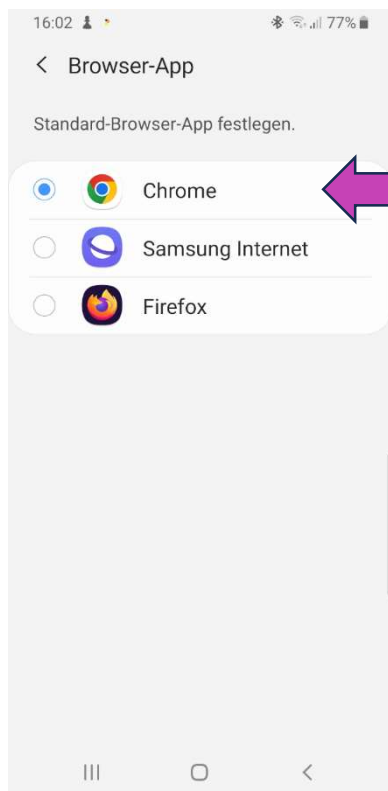 16:02 77%
Browser-App
Standard-Browser-App festlegen.
Chrome
Samsung Internet
Firefox